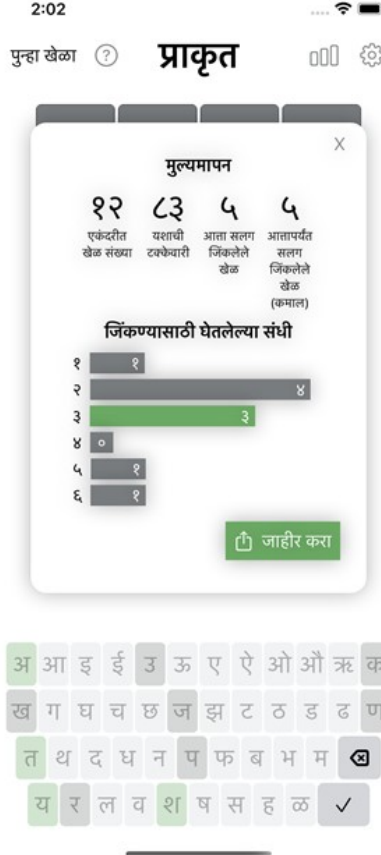 2:02
पुन्हा खेळा ? प्राकृत
X
मुल्यमापन
१२ ८३ ५ ५
एकंदरीत खेळ संख्या
यशाची टक्केवारी
आत्ता सलग जिंकलेले खेळ
आत्तापर्यंत सलग जिंकलेले खेळ (कमाल)
जिंकण्यासाठी घेतलेल्या संधी
१ १
२ ४
३ ३
४ ०
५ १
६ १
जाहीर करा
अ आ इ ई उ ऊ ए ऐ ओ औ ऋ क
ख ग घ च छ ज झ ट ठ ड ढ ण
त थ द ध न प फ ब भ म
य र ल व श ष स ह ळ ✓